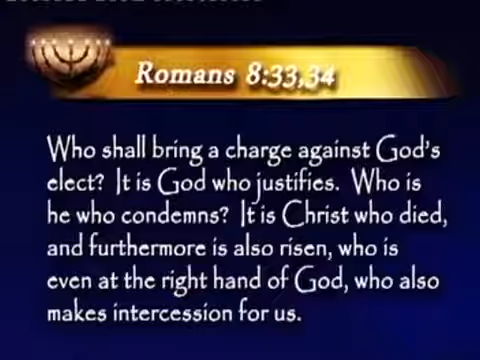 Romans 8:33,34
Who shall bring a charge against God's
elect? It is God who justifies. Who is
he who condemns? It is Christ who died,
and furthermore is also risen, who is
even at the right hand of God, who also
makes intercession for us.